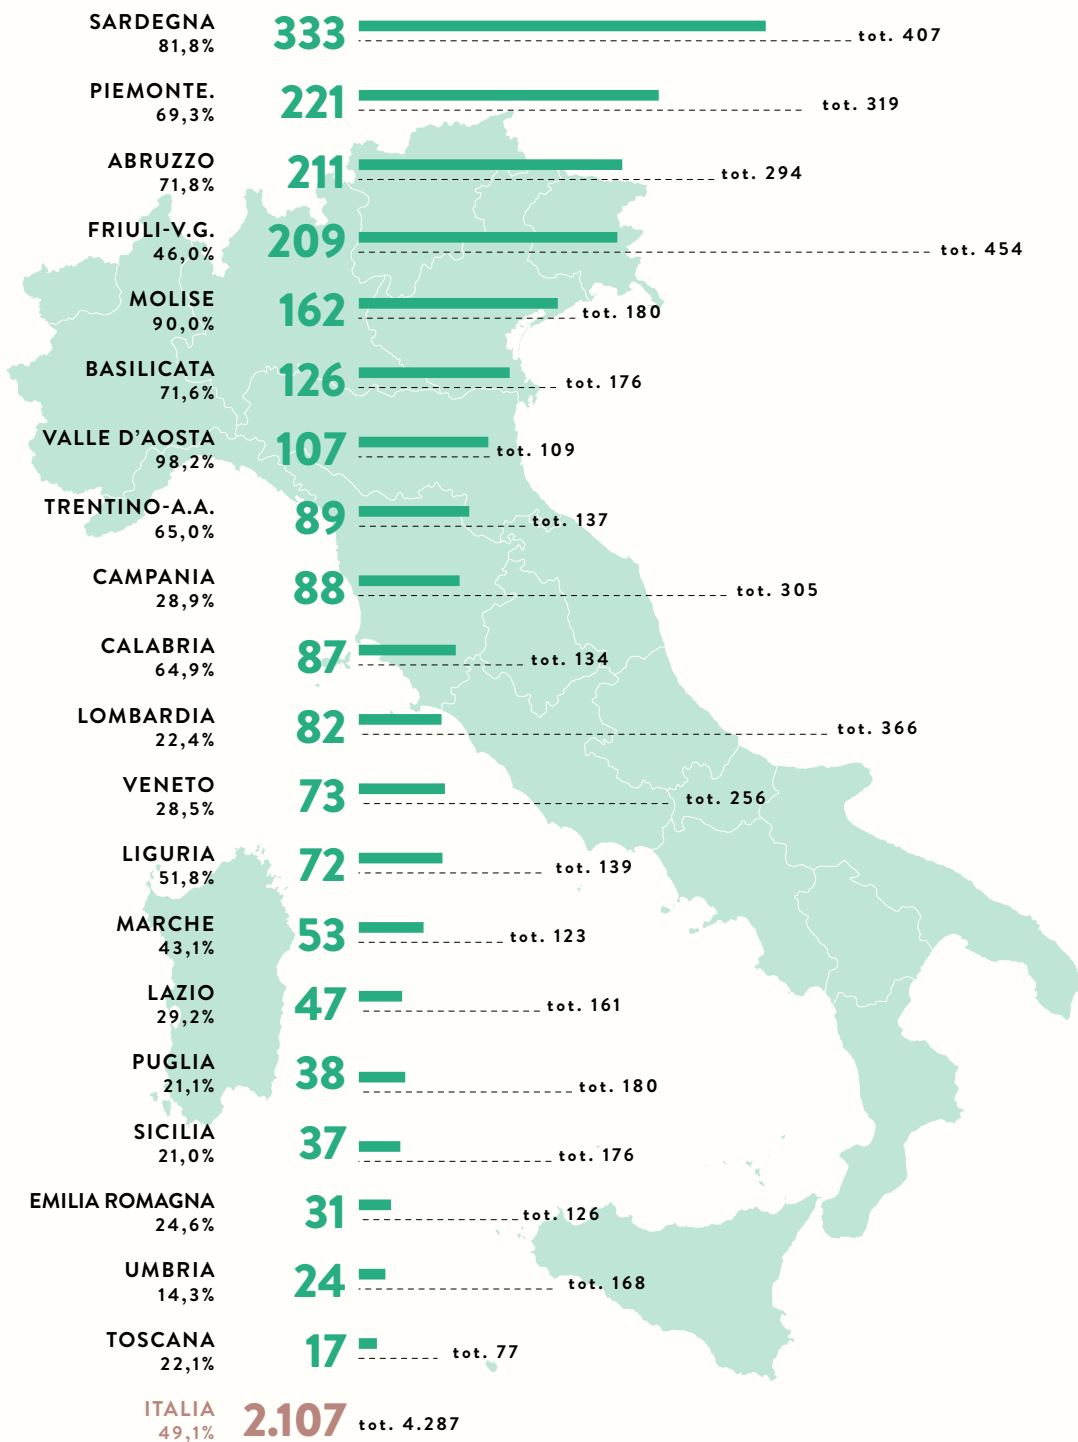 SARDEGNA
81,8%
333
tot. 407
PIEMONTE.
69,3%
221
tot. 319
ABRUZZO
71,8%
211
tot. 294
FRIULI-V.G.
46,0%
209
tot. 454
MOLISE
90,0%
162
tot. 180
BASILICATA
71,6%
126
tot. 176
VALLE D'AOSTA
98,2%
107
tot. 109
TRENTINO-A.A.
65,0%
89
tot. 137
CAMPANIA
28,9%
88
tot. 305
CALABRIA
64,9%
87
tot. 134
LOMBARDIA
22,4%
82
tot. 366
VENETO
28,5%
73
tot. 256
LIGURIA
51,8%
72
tot. 139
MARCHE
43,1%
53
tot. 123
LAZIO
29,2%
47
tot. 161
PUGLIA
21,1%
38
tot. 180
SICILIA
21,0%
37
tot. 176
EMILIA ROMAGNA
24,6%
31
tot. 126
UMBRIA
14,3%
24
tot. 168
TOSCANA
22,1%
17
tot. 77
ITALIA
49,1%
2.107
tot. 4.287